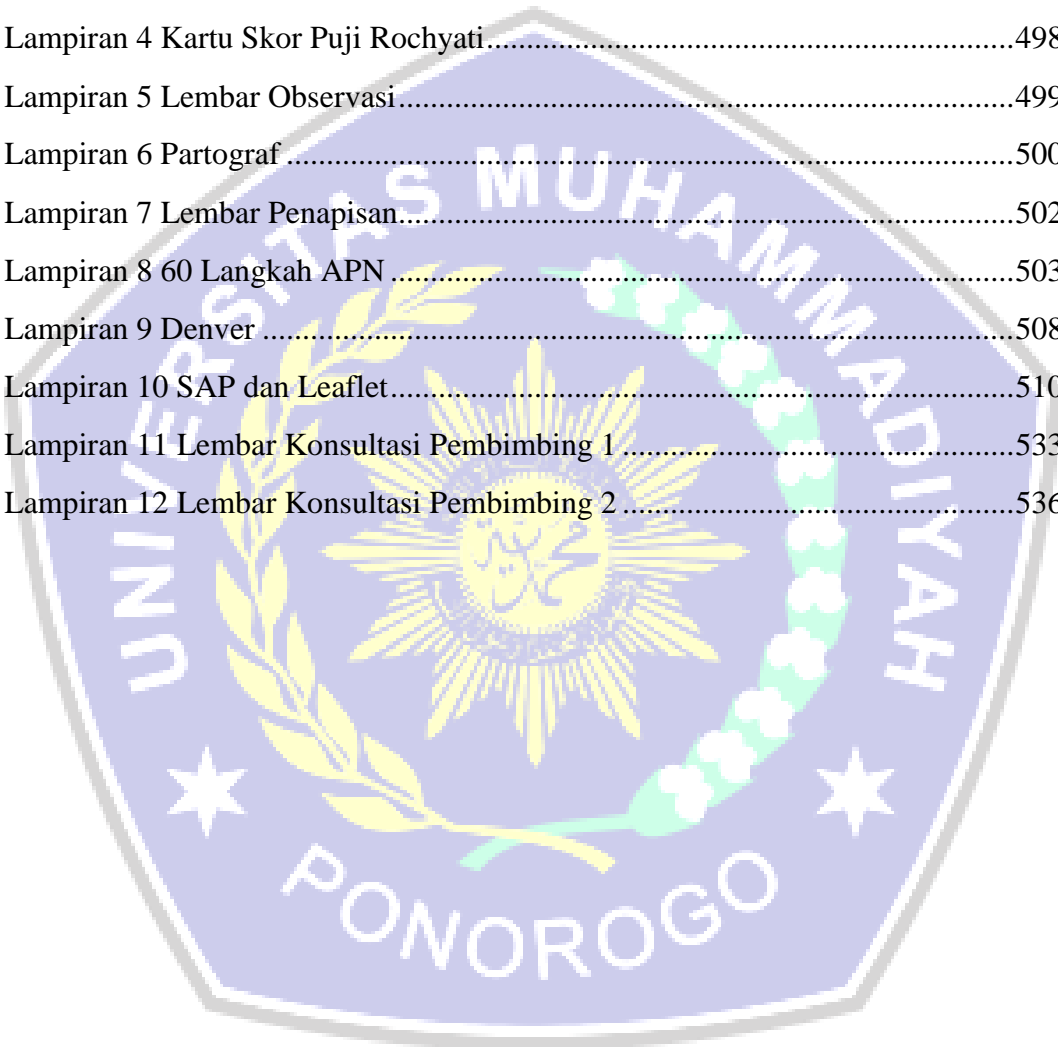 Lampiran 4 Kartu Skor Puji Rochyati.......................................................................498
Lampiran 5 Lembar Observasi.......................................................................499
Lampiran 6 Partograf.......................................................................500
Lampiran 7 Lembar Penapisan.......................................................................502
Lampiran 8 60 Langkah APN.......................................................................503
Lampiran 9 Denver.......................................................................508
Lampiran 10 SAP dan Leaflet.......................................................................510
Lampiran 11 Lembar Konsultasi Pembimbing 1.......................................................................533
Lampiran 12 Lembar Konsultasi Pembimbing 2.......................................................................536
UNIVERSITAS MUHAMMADIYAH
PONOROGO